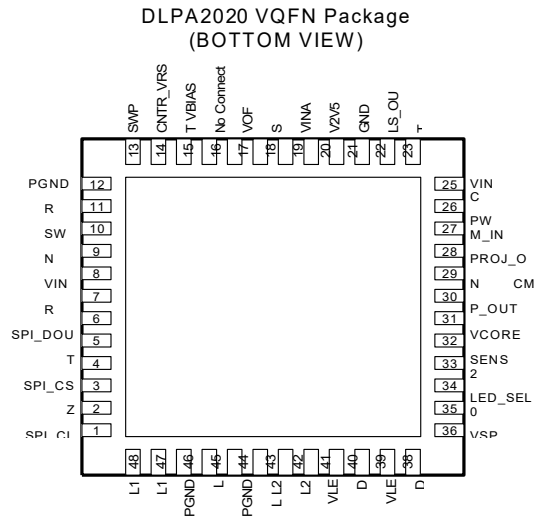 DLPA2020 VQFN Package
(BOTTOM VIEW)
SWP
CNTR_VRS
T VBIAS
No Connect
VOF
S
VINA
V2V5
GND
LS_OU
T
13
14
15
16
17
18
19
20
21
22
23
PGND
R
SW
N
VIN
R
SPI_DOU
T
SPI_CS
Z
SPI_CL
12
11
10
9
8
7
6
5
4
3
2
1
25
26
27
28
29
30
31
32
33
34
35
36
VIN
C
PW
M_IN
PROJ_O
N CM
P_OUT
VCORE
SENS
2
LED_SEL
0
VSP
48
47
46
45
44
43
42
41
40
39
38
L1
L1
PGND
L
PGND
L L2
L2
VLE
D
VLE
D